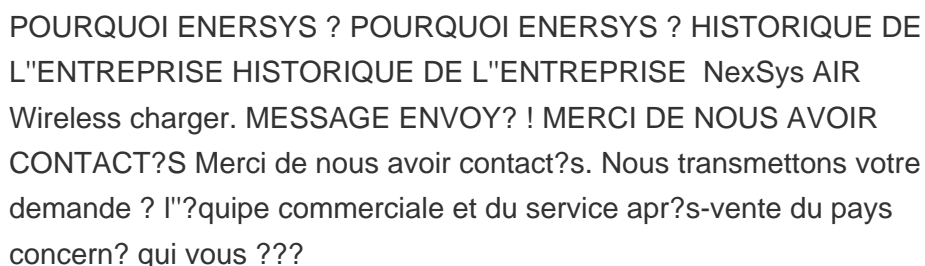 POURQUOI ENERSYS ? POURQUOI ENERSYS ? HISTORIQUE DE
L"ENTREPRISE HISTORIQUE DE L"ENTREPRISE  NexSys AIR
Wireless charger. MESSAGE ENVOY? ! MERCI DE NOUS AVOIR
CONTACT?S Merci de nous avoir contact?s. Nous transmettons votre
demande ? l"?quipe commerciale et du service apr?s-vente du pays
concern? qui vous ???